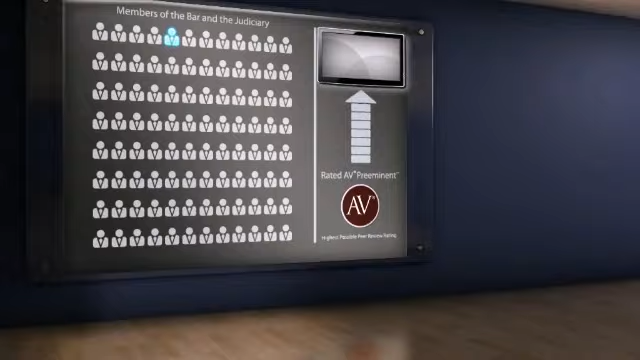 Members of the Bar and the Judiciary
Rated AV®Preeminent™
AV®
Highest Possible Peer Review Rating